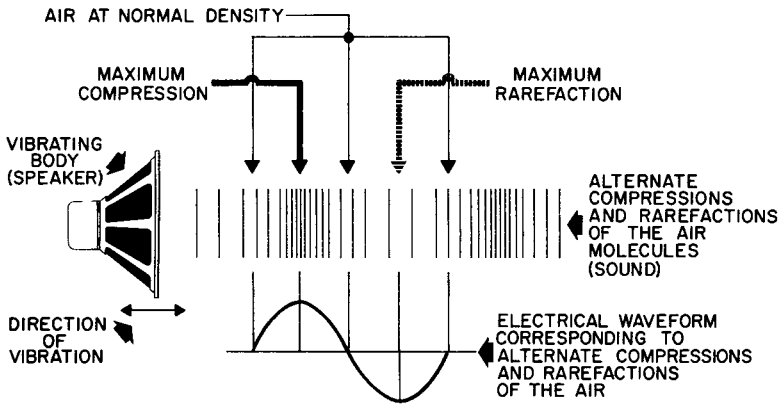 AIR AT NORMAL DENSITY
MAXIMUM
COMPRESSION
MAXIMUM
RAREFACTION
VIBRATING
BODY
(SPEAKER)
ALTERNATE
COMPRESSIONS
AND RAREFACTIONS
OF THE AIR
MOLECULES
(SOUND)
DIRECTION
OF
VIBRATION
ELECTRICAL WAVEFORM
CORRESPONDING TO
ALTERNATE COMPRESSIONS
AND RAREFACTIONS
OF THE AIR